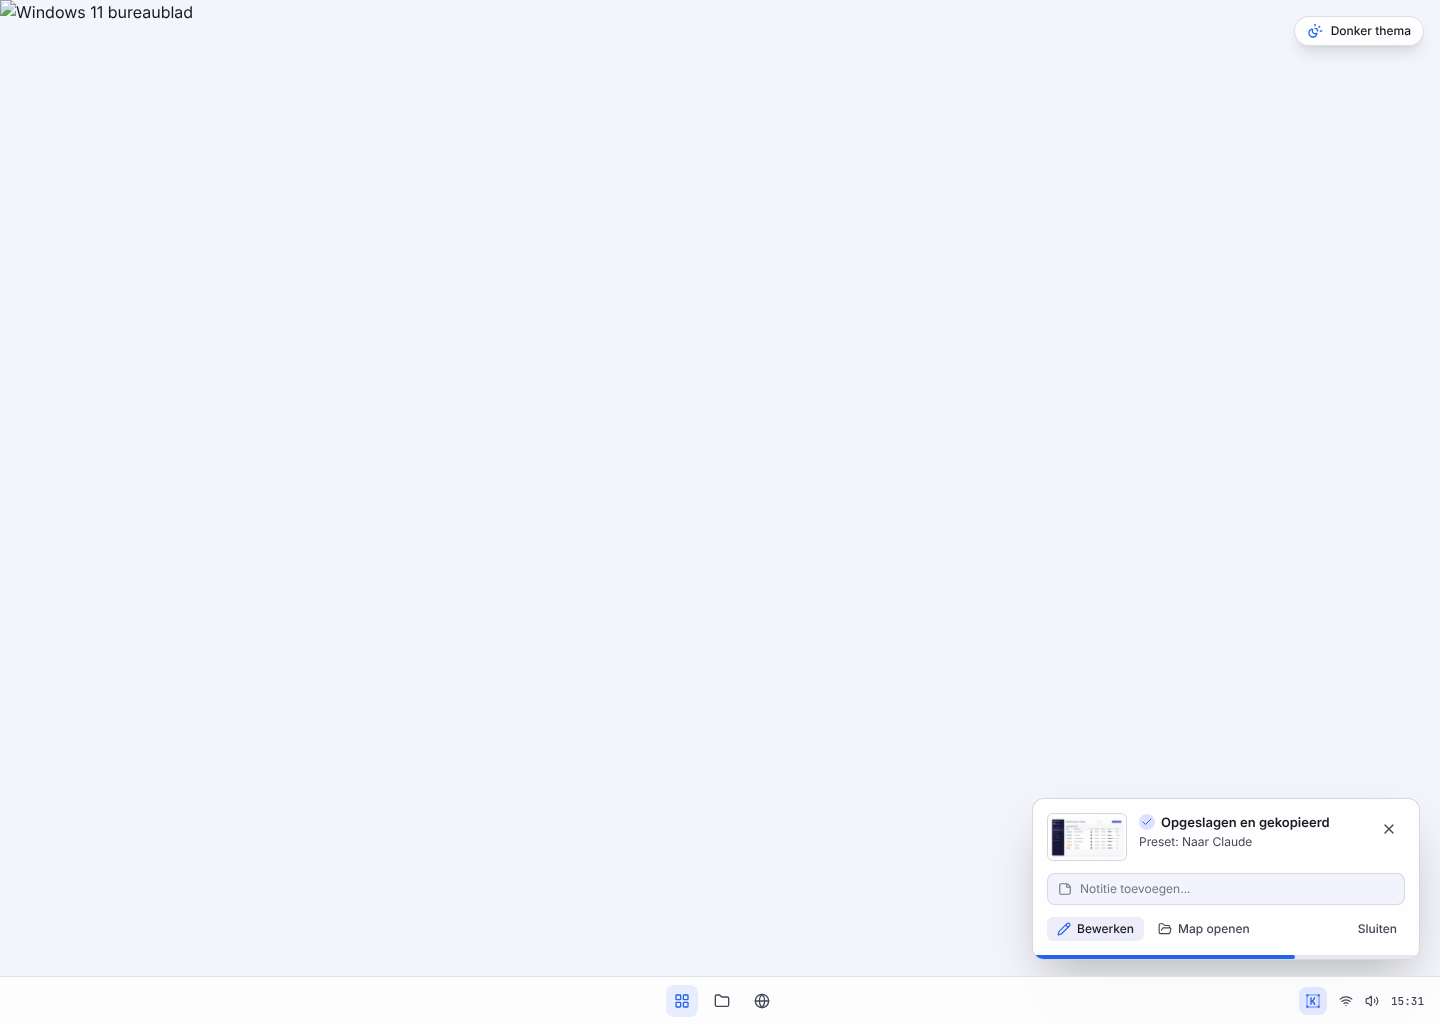 Windows 11 bureaublad
Donker thema
Opgeslagen en gekopieerd
Preset: Naar Claude
Notitie toevoegen...
Bewerken
Map openen
Sluiten
K
15:31